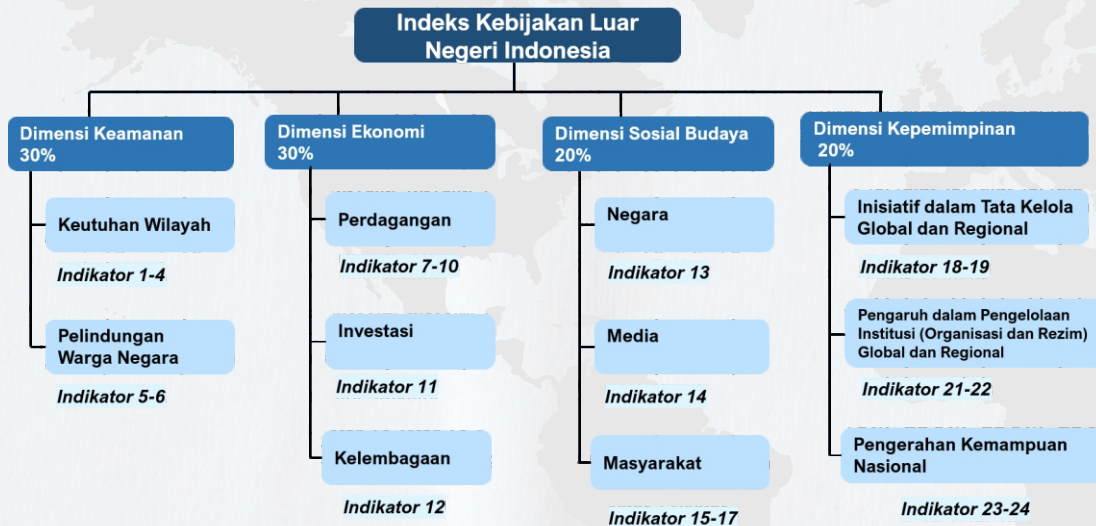 Indeks Kebijakan Luar
Negeri Indonesia
Dimensi Keamanan
30%
Keutuhan Wilayah
Indikator 1-4
Pelindungan
Warga Negara
Indikator 5-6
Dimensi Ekonomi
30%
Perdagangan
Indikator 7-10
Investasi
Indikator 11
Kelembagaan
Indikator 12
Dimensi Sosial Budaya
20%
Negara
Indikator 13
Media
Indikator 14
Masyarakat
Indikator 15-17
Dimensi Kepemimpinan
20%
Inisiatif dalam Tata Kelola
Global dan Regional
Indikator 18-19
Pengaruh dalam Pengelolaan
Institusi (Organisasi dan Rezim)
Global dan Regional
Indikator 21-22
Pengerahan Kemampuan
Nasional
Indikator 23-24